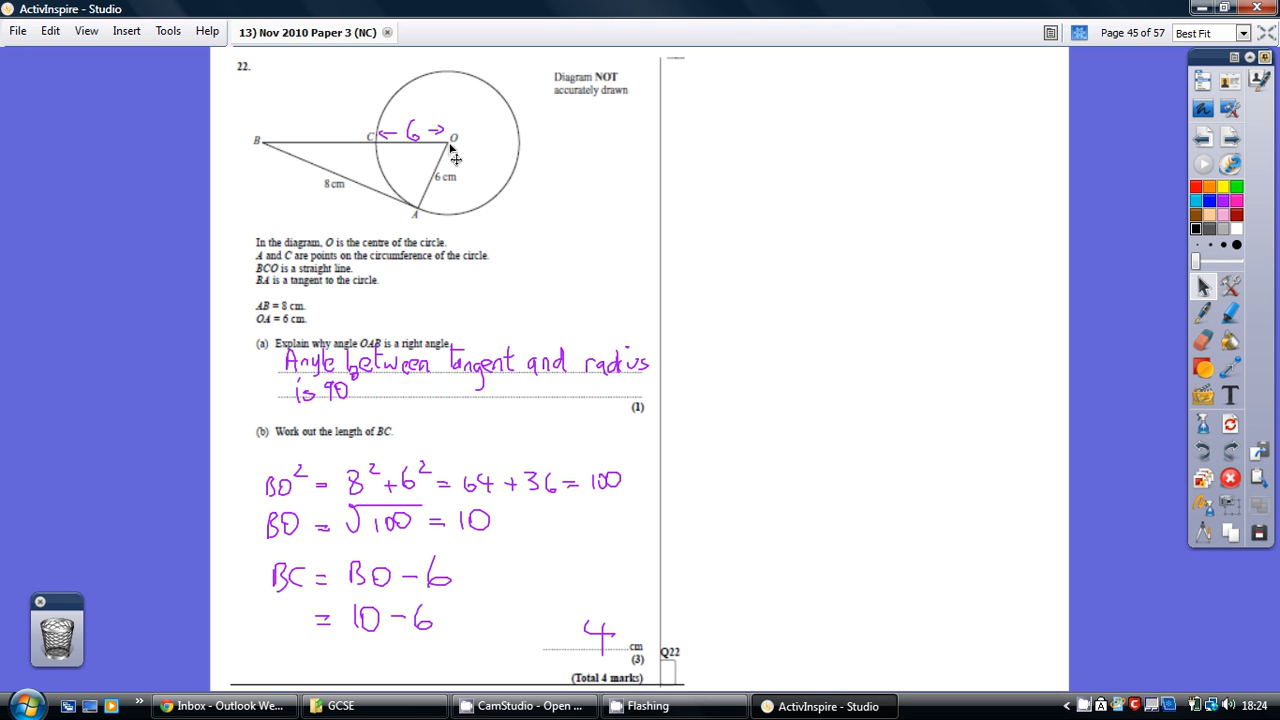 ActivInspire - Studio
File Edit View Insert Tools Help
13) Nov 2010 Paper 3 (NC)
Page 45 of 57
Best Fit
22.
Diagram NOT
accurately drawn
B
C
6
O
8 cm
6 cm
A
In the diagram, O is the centre of the circle.
A and C are points on the circumference of the circle.
BCO is a straight line.
BA is a tangent to the circle.
AB = 8 cm.
OA = 6 cm.
(a) Explain why angle OAB is a right angle.
Angle between tangent and radius
is 90°
(1)
(b) Work out the length of BC.
BO² = 8² + 6² = 64 + 36 = 100
BO = √100 = 10
BC = BO - 6
= 10 - 6
4
cm
(3)
Q22
(Total 4 marks)
Inbox - Outlook We...
GCSE
CamStudio - Open ...
Flashing
ActivInspire - Studio
18:24